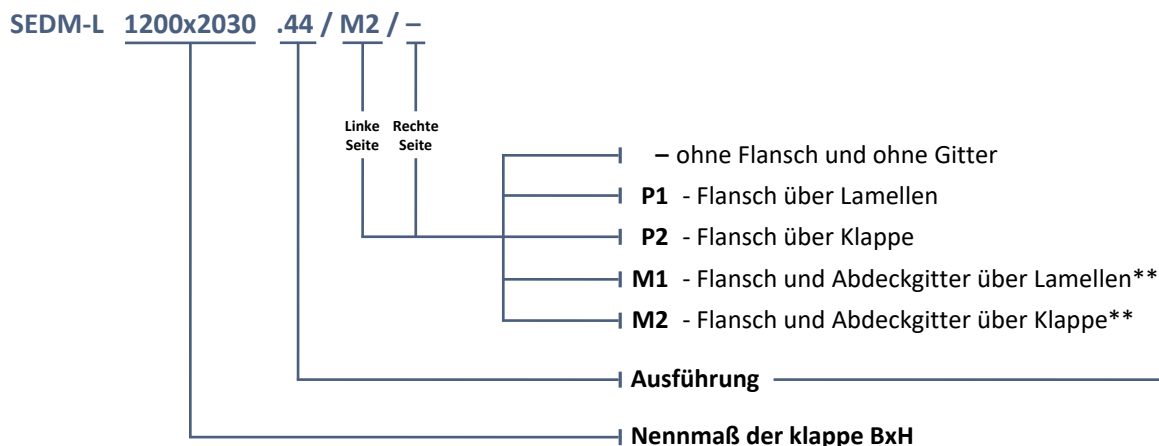 SEDM-L 1200x2030 .44 / M2 / –
Linke Seite
Rechte Seite
– ohne Flansch und ohne Gitter
P1 - Flansch über Lamellen
P2 - Flansch über Klappe
M1 - Flansch und Abdeckgitter über Lamellen**
M2 - Flansch und Abdeckgitter über Klappe**
Ausführung
Nennmaß der klappe BxH